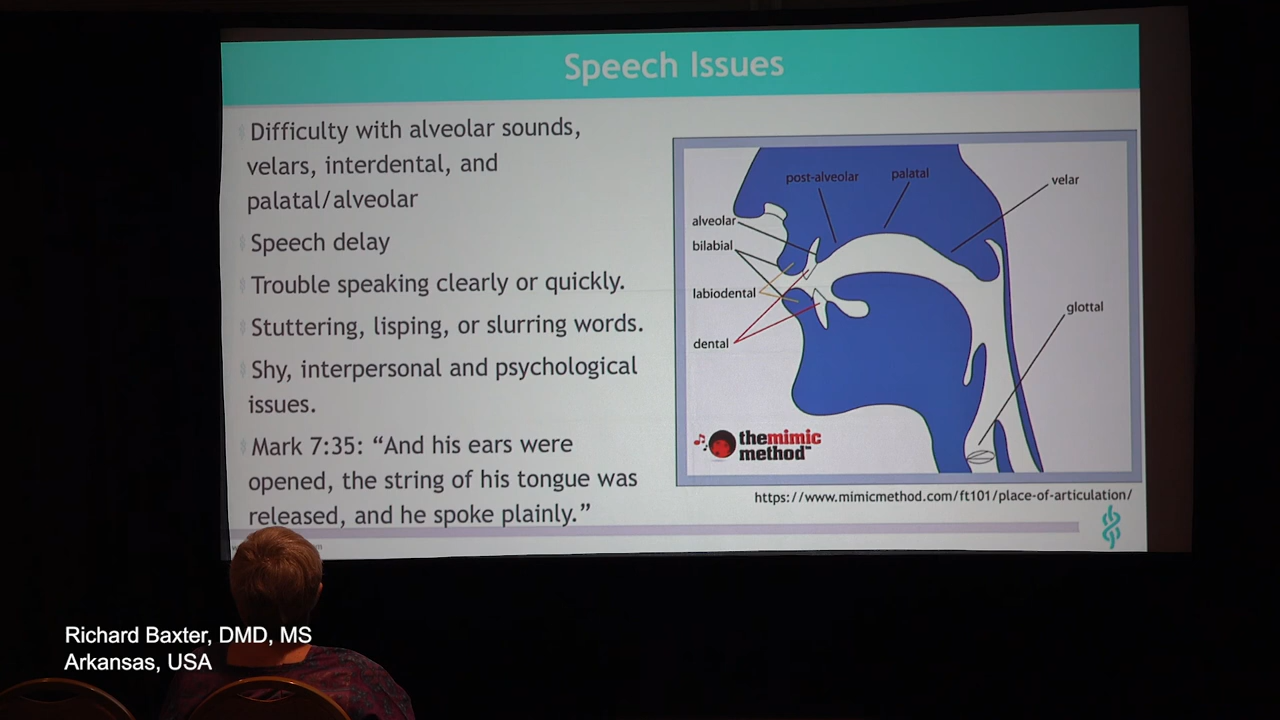 Speech Issues
Difficulty with alveolar sounds,
velars, interdental, and
palatal/alveolar
Speech delay
Trouble speaking clearly or quickly.
Stuttering, lisping, or slurring words.
Shy, interpersonal and psychological
issues.
Mark 7:35: “And his ears were
opened, the string of his tongue was
released, and he spoke plainly.”
post-alveolar
palatal
velar
alveolar
bilabial
labiodental
dental
glottal
themimic
method™
https://www.mimicmethod.com/ft101/place-of-articulation/
Richard Baxter, DMD, MS
Arkansas, USA